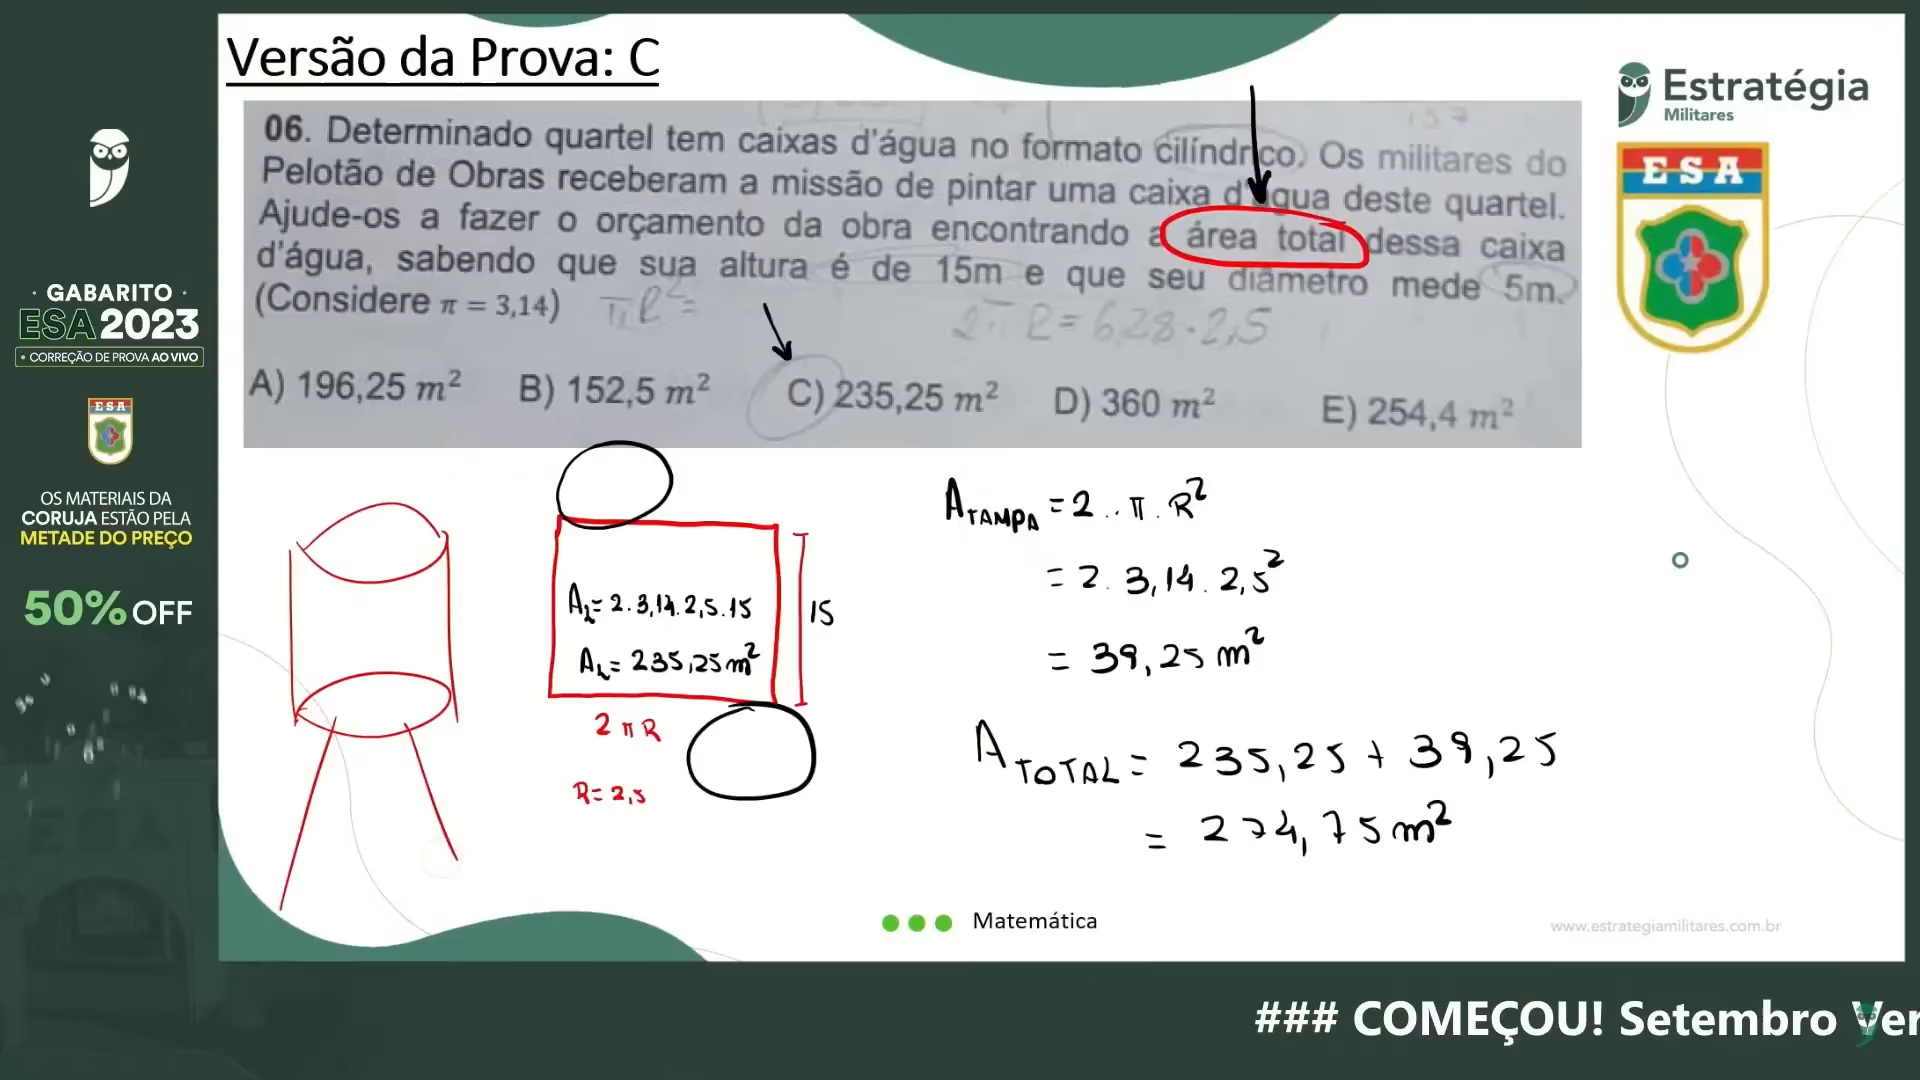 Versão da Prova: C
Estratégia
Militares
06. Determinado quartel tem caixas d'água no formato cilíndrico. Os militares do
Pelotão de Obras receberam a missão de pintar uma caixa d'água deste quartel.
Ajude-os a fazer o orçamento da obra encontrando a área total dessa caixa
d'água, sabendo que sua altura é de 15m e que seu diâmetro mede 5m.
(Considere π = 3,14)
2πR = 6,28.2,5
A) 196,25 m² B) 152,5 m² C) 235,25 m² D) 360 m² E) 254,4 m²
ESA
· GABARITO ·
ESA 2023
• CORREÇÃO DE PROVA AO VIVO
ESA
OS MATERIAIS DA
CORUJA ESTÃO PELA
METADE DO PREÇO
50% OFF
A_L = 2.3,14.2,5.15
A_L = 235,25 m²
15
2πR
R = 2,5
A_TAMPA = 2 . π . R²
= 2 . 3,14 . 2,5²
= 39,25 m²
A_TOTAL = 235,25 + 39,25
= 274,75 m²
Matemática
www.estrategiamilitares.com.br
### COMEÇOU! Setembro Ver